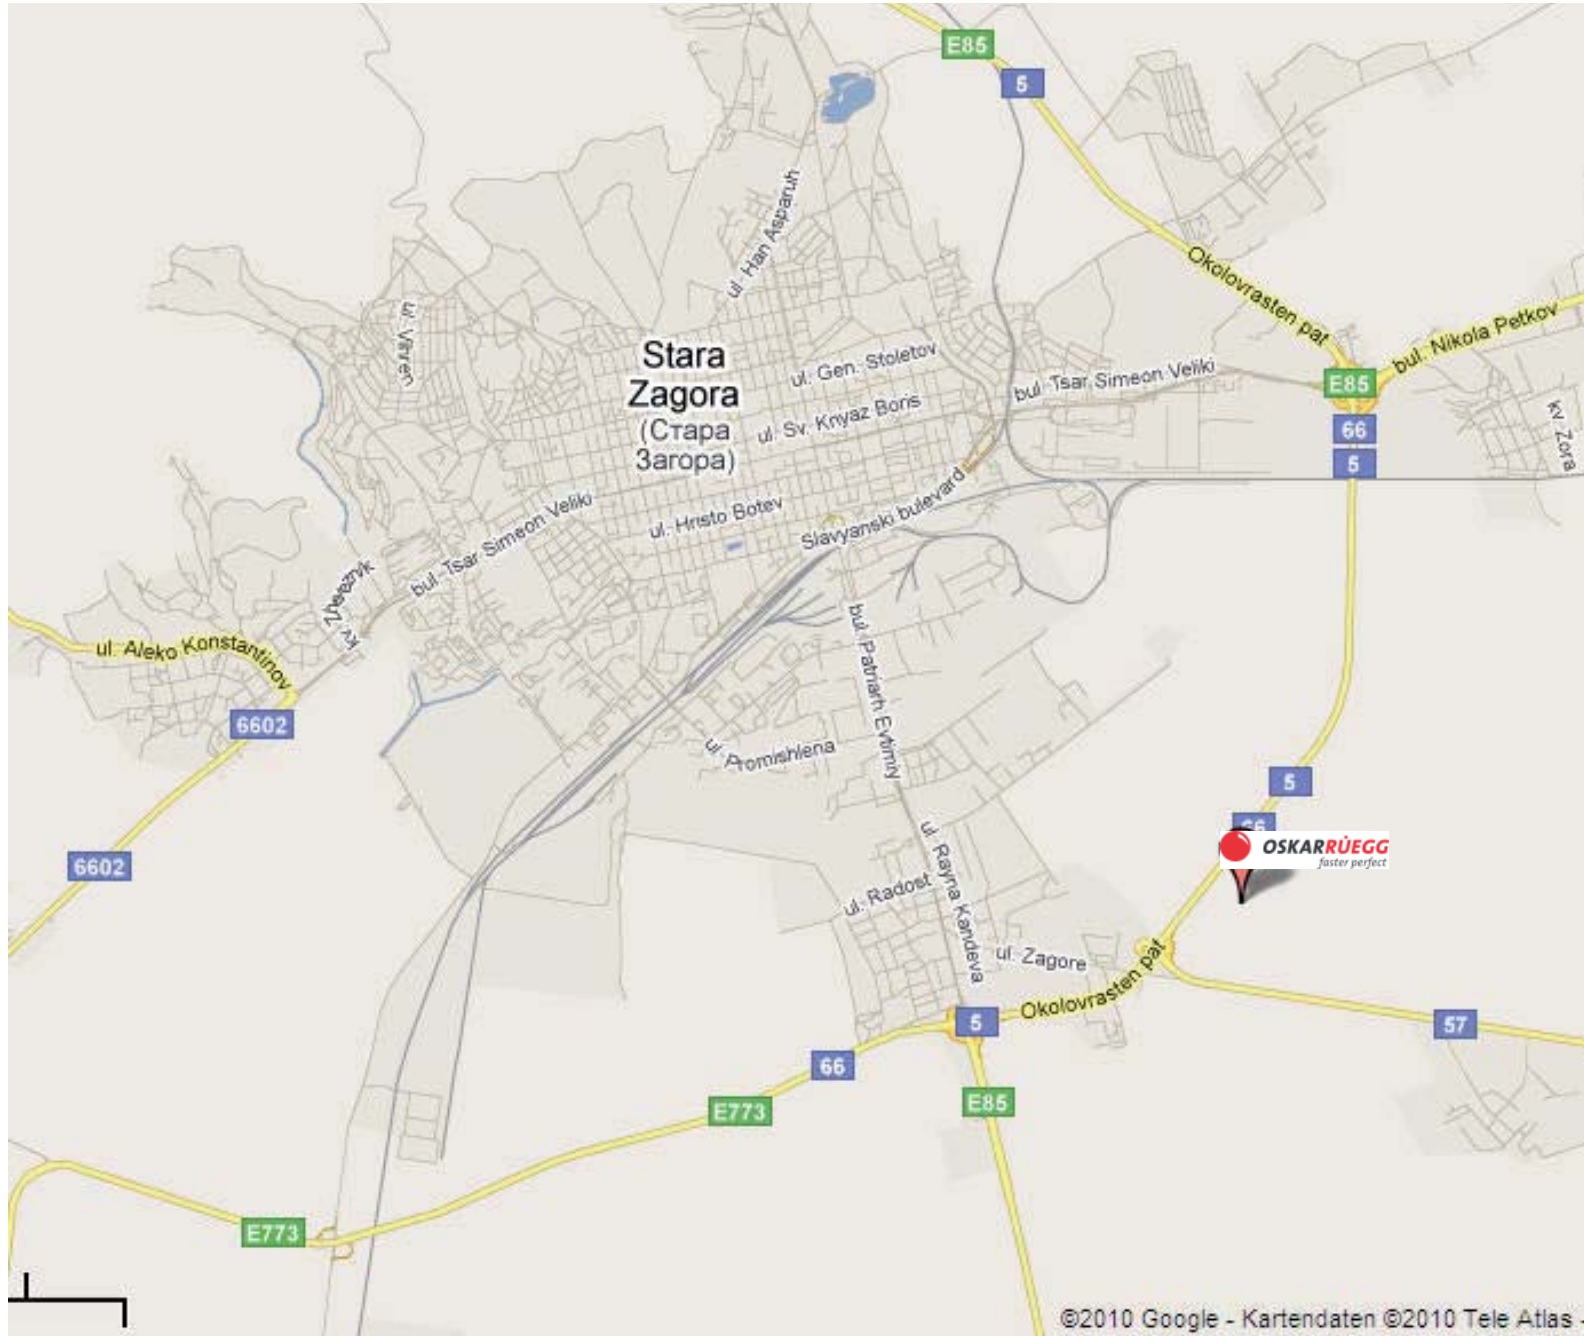 E85
5
ul. Han Asparuh
Okolovrasten pat
bul. Nikola Petkov
ul. Vihren
Stara
Zagora
(Стара
Загора)
ul. Gen. Stoletov
bul. Tsar Simeon Veliki
E85
66
5
ul. Sv. Knyaz Boris
kv. Zora
bul. Tsar Simeon Veliki
ul. Hristo Botev
Slavyanski bulevard
ul. Aleko Konstantinov
6602
bul. Patriarh Evtimiy
ul. Promishlena
5
66
OSKARRÜEGG
faster perfect
6602
ul. Rayna Kandeva
ul. Radost
ul. Zagore
Okolovrasten pat
5
57
66
E773
E85
E773
©2010 Google - Kartendaten ©2010 Tele Atlas -